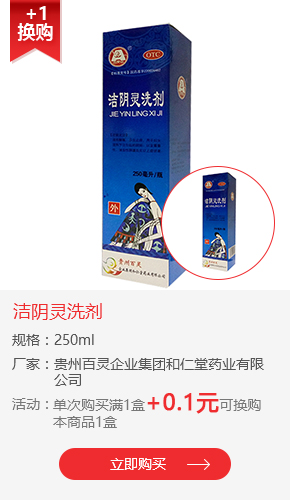 +1
换购
OTC
洁阴灵洗剂
JIE YIN LING XI JI
250毫升/瓶
外
贵州百灵
洁阴灵洗剂
洁阴灵洗剂
规格：250ml
厂家：贵州百灵企业集团和仁堂药业有限
公司
活动：单次购买满1盒+0.1元可换购
本商品1盒
立即购买